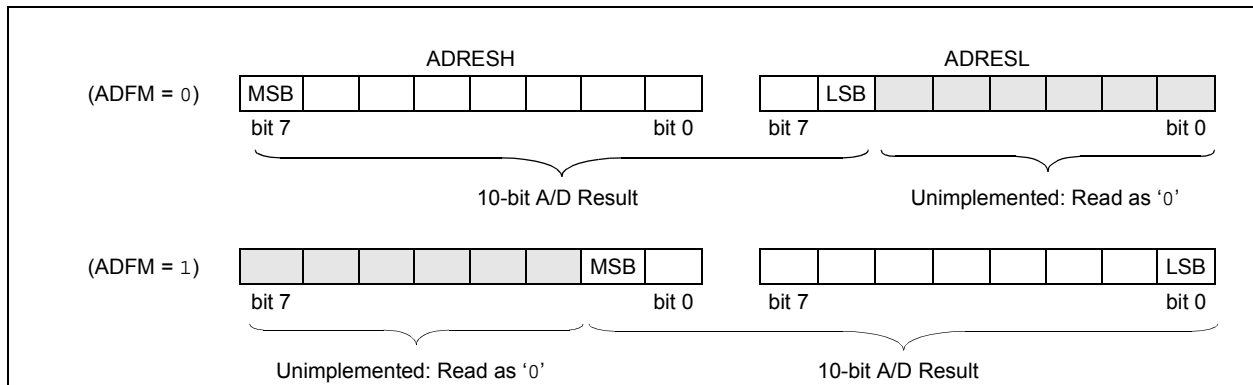 ADRESH ADRESL
(ADFM = 0) MSB LSB
bit 7 bit 0 bit 7 bit 0
10-bit A/D Result Unimplemented: Read as ‘0’
(ADFM = 1) MSB LSB
bit 7 bit 0 bit 7 bit 0
Unimplemented: Read as ‘0’ 10-bit A/D Result